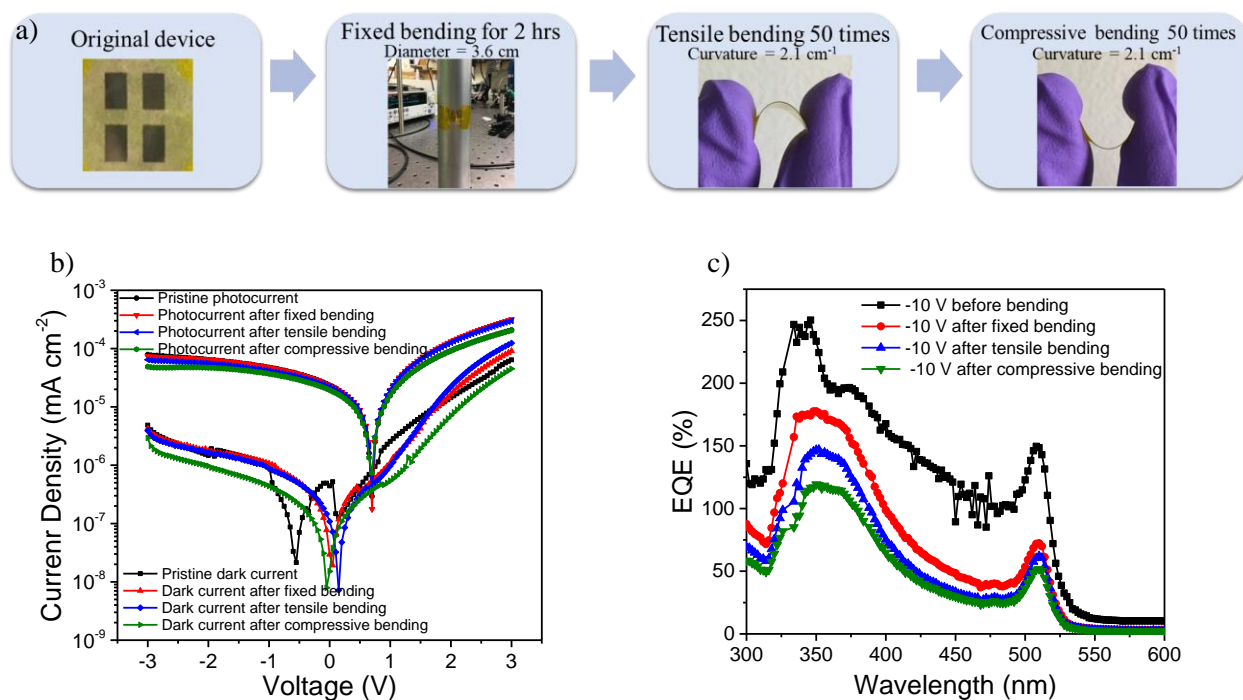 a)
Original device
Fixed bending for 2 hrs
Diameter = 3.6 cm
Tensile bending 50 times
Curvature = 2.1 cm⁻¹
Compressive bending 50 times
Curvature = 2.1 cm⁻¹
b)
10⁻³
10⁻⁴
10⁻⁵
10⁻⁶
10⁻⁷
10⁻⁸
10⁻⁹
Currenr Density (mA cm⁻²)
Pristine photocurrent
Photocurrent after fixed bending
Photocurrent after tensile bending
Photocurrent after compressive bending
Pristine dark current
Dark current after fixed bending
Dark current after tensile bending
Dark current after compressive bending
-3 -2 -1 0 1 2 3
Voltage (V)
c)
250
200
150
100
50
0
EQE (%)
-10 V before bending
-10 V after fixed bending
-10 V after tensile bending
-10 V after compressive bending
300 350 400 450 500 550 600
Wavelength (nm)